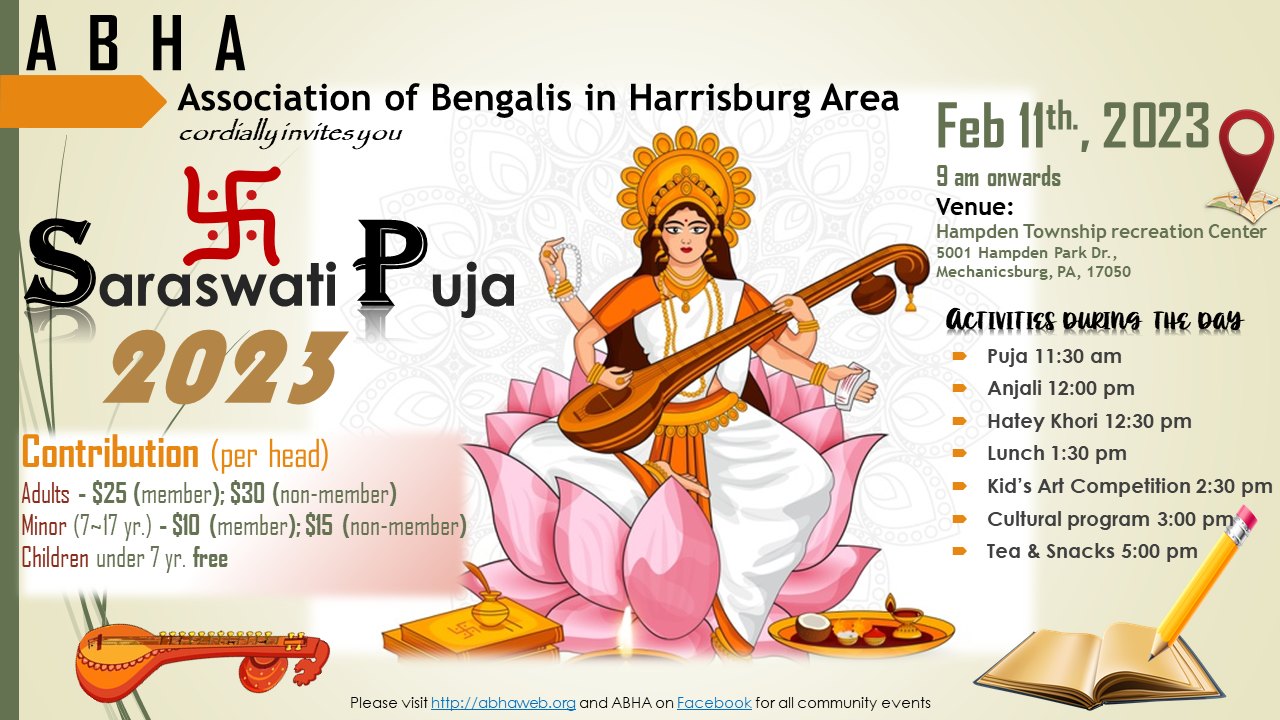 A B H A
Association of Bengalis in Harrisburg Area
cordially invites you
Saraswati Puja
2023
Contribution (per head)
Adults - $25 (member); $30 (non-member)
Minor (7~17 yr.) - $10 (member); $15 (non-member)
Children under 7 yr. free
Feb 11th., 2023
9 am onwards
Venue:
Hampden Township recreation Center
5001 Hampden Park Dr.,
Mechanicsburg, PA, 17050
Activities during the day
Puja 11:30 am
Anjali 12:00 pm
Hatey Khori 12:30 pm
Lunch 1:30 pm
Kid's Art Competition 2:30 pm
Cultural program 3:00 pm
Tea & Snacks 5:00 pm
Please visit http://abhaweb.org and ABHA on Facebook for all community events